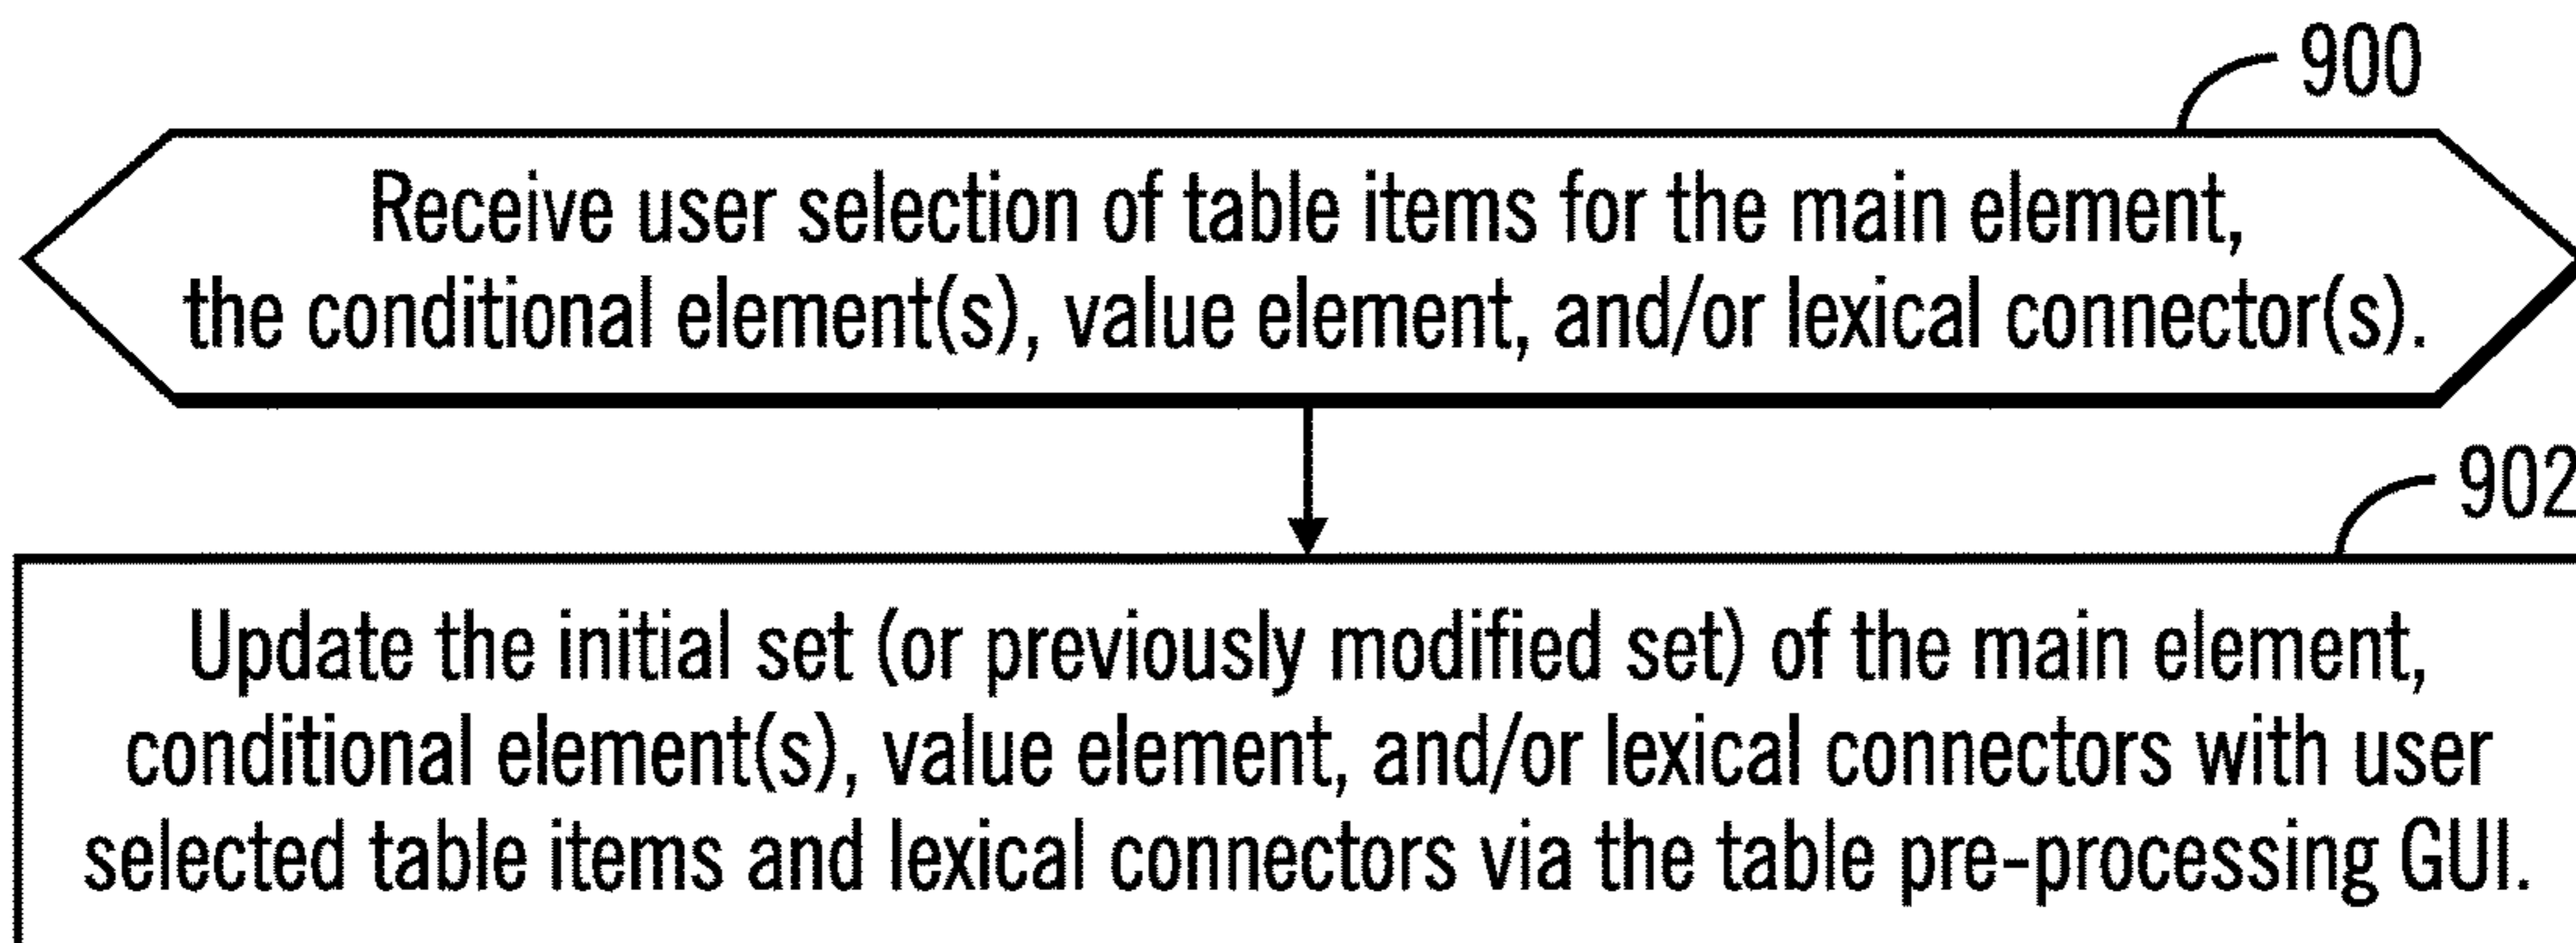 900
Receive user selection of table items for the main element,
the conditional element(s), value element, and/or lexical connector(s).
902
Update the initial set (or previously modified set) of the main element,
conditional element(s), value element, and/or lexical connectors with user
selected table items and lexical connectors via the table pre-processing GUI.